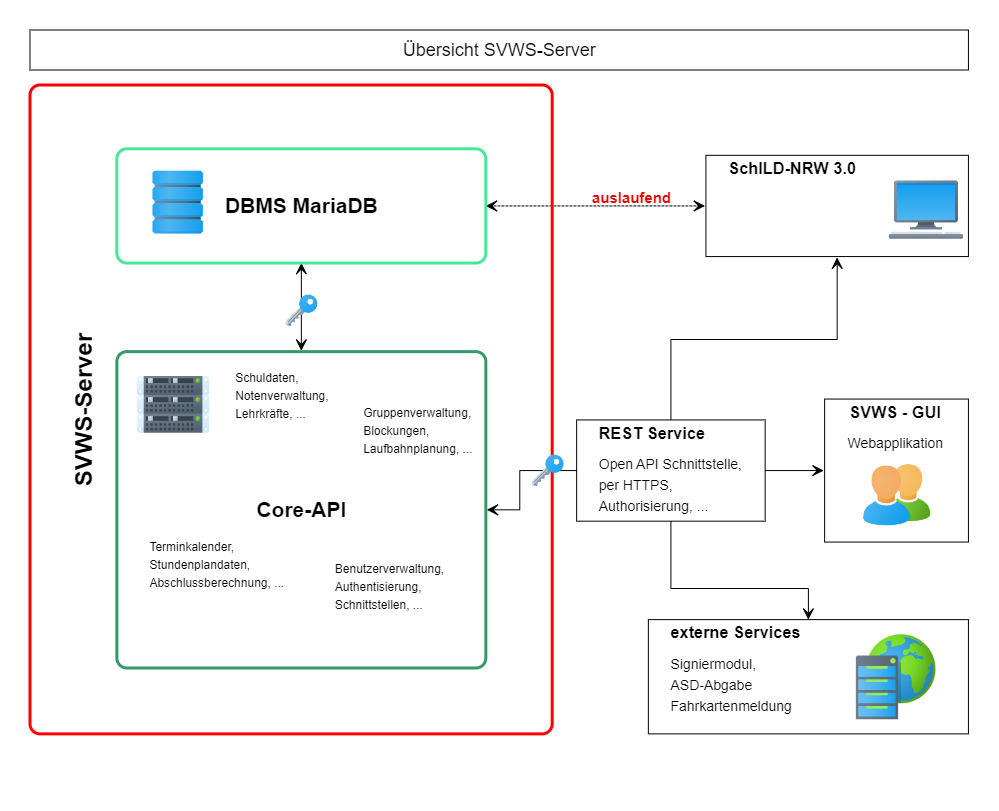 Übersicht SVWS-Server
SVWS-Server
DBMS MariaDB
auslaufend
SchILD-NRW 3.0
Schuldaten,
Notenverwaltung,
Lehrkräfte, ...
Gruppenverwaltung,
Blockungen,
Laufbahnplanung, ...
Core-API
Terminkalender,
Stundenplandaten,
Abschlussberechnung, ...
Benutzerverwaltung,
Authentisierung,
Schnittstellen, ...
REST Service
Open API Schnittstelle,
per HTTPS,
Authorisierung, ...
SVWS - GUI
Webapplikation
externe Services
Signiermodul,
ASD-Abgabe
Fahrkartenmeldung